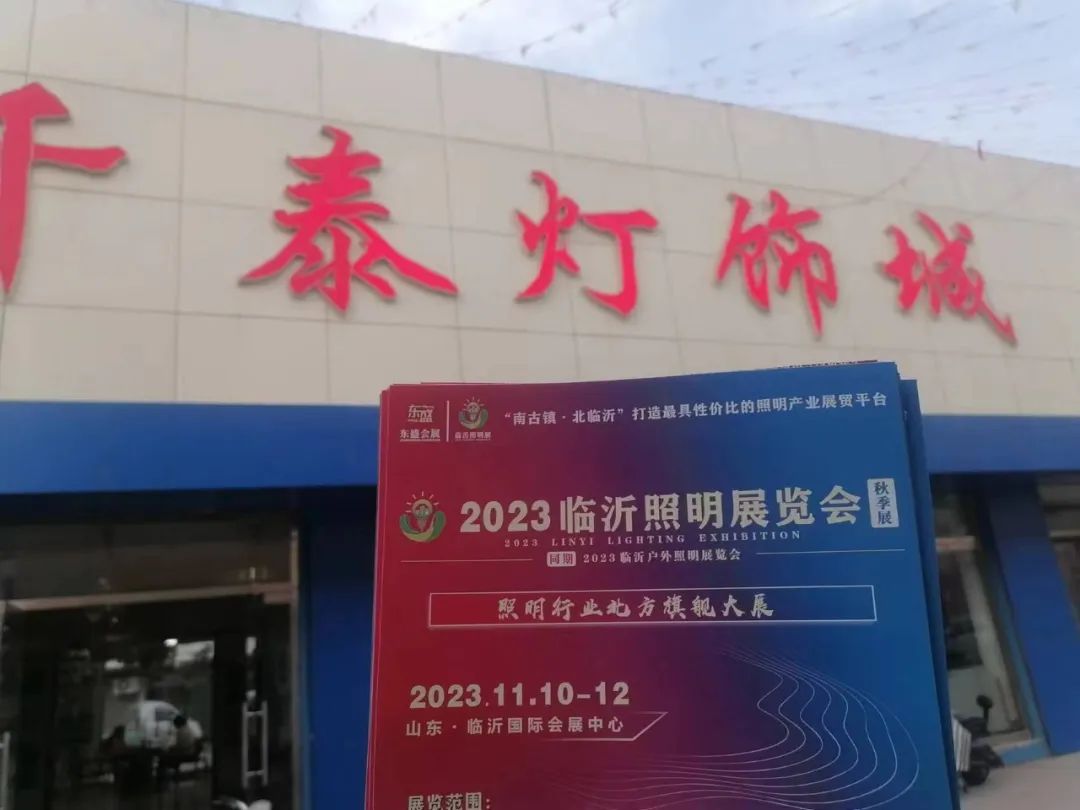 泰灯饰城
东盛
东盛会展
临沂照明展
“南古镇·北临沂”打造最具性价比的照明产业展贸平台
2023临沂照明展览会
秋季展
2023 LINYI LIGHTING EXHIBITION
同期 2023临沂户外照明展览会
照明行业北方旗舰大展
2023.11.10-12
山东·临沂国际会展中心
展览范围：